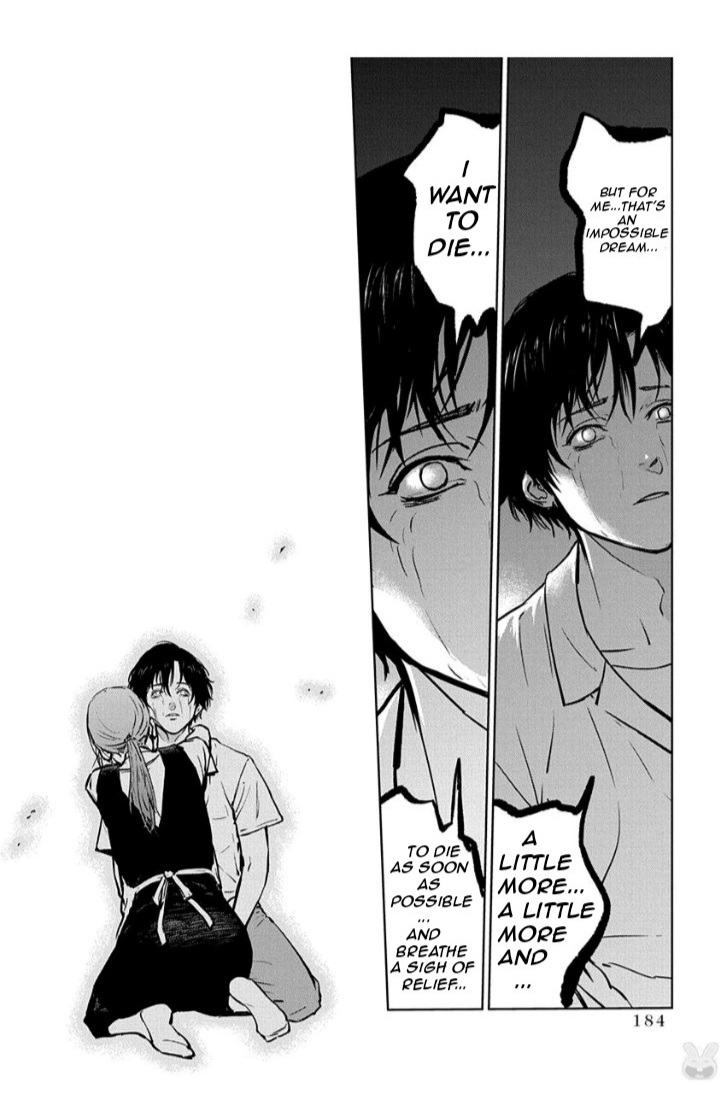 BUT FOR
ME...THAT'S
AN
IMPOSSIBLE
DREAM...
A
LITTLE
MORE...
A LITTLE
MORE
AND
...
I
WANT
TO
DIE...
TO DIE
AS SOON
AS
POSSIBLE
...
AND
BREATHE
A SIGH OF
RELIEF...
184